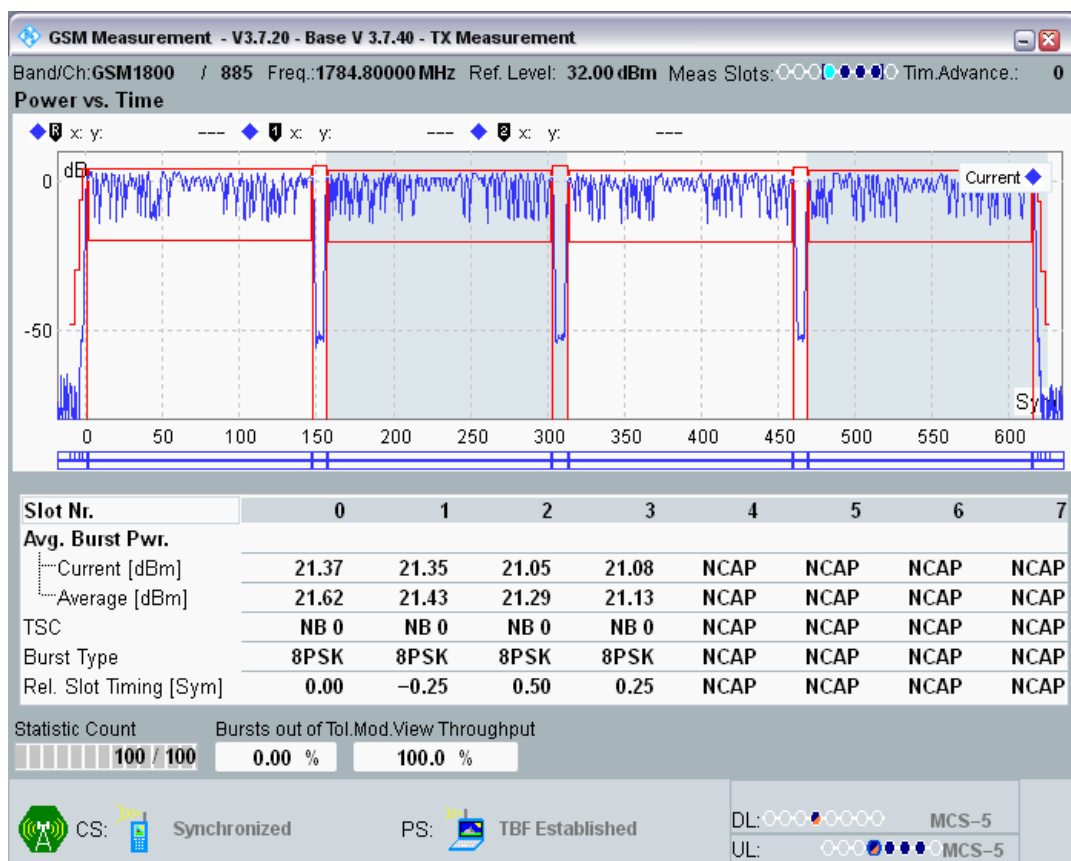 GSM Measurement - V3.7.20 - Base V 3.7.40 - TX Measurement
Band/Ch:GSM1800 / 885 Freq.:1784.80000 MHz Ref. Level: 32.00 dBm Meas Slots: Tim.Advance.: 0
Power vs. Time
R x: y: --- 1 x: y: --- 2 x: y: ---
dB
Current
0
-50
Sy
0 50 100 150 200 250 300 350 400 450 500 550 600
Slot Nr. 0 1 2 3 4 5 6 7
Avg. Burst Pwr.
Current [dBm] 21.37 21.35 21.05 21.08 NCAP NCAP NCAP NCAP
Average [dBm] 21.62 21.43 21.29 21.13 NCAP NCAP NCAP NCAP
TSC NB 0 NB 0 NB 0 NB 0 NCAP NCAP NCAP NCAP
Burst Type 8PSK 8PSK 8PSK 8PSK NCAP NCAP NCAP NCAP
Rel. Slot Timing [Sym] 0.00 −0.25 0.50 0.25 NCAP NCAP NCAP NCAP
Statistic Count Bursts out of Tol.Mod.View Throughput
100 / 100 0.00 % 100.0 %
CS: Synchronized PS: TBF Established DL: MCS−5
UL: MCS−5